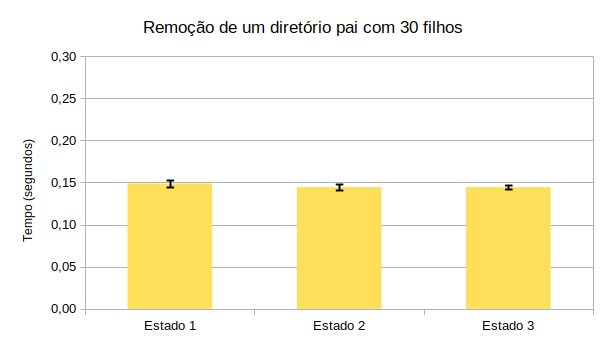 Remoção de um diretório pai com 30 filhos
0,30
0,25
0,20
0,15
0,10
0,05
0,00
Tempo (segundos)
Estado 1
Estado 2
Estado 3